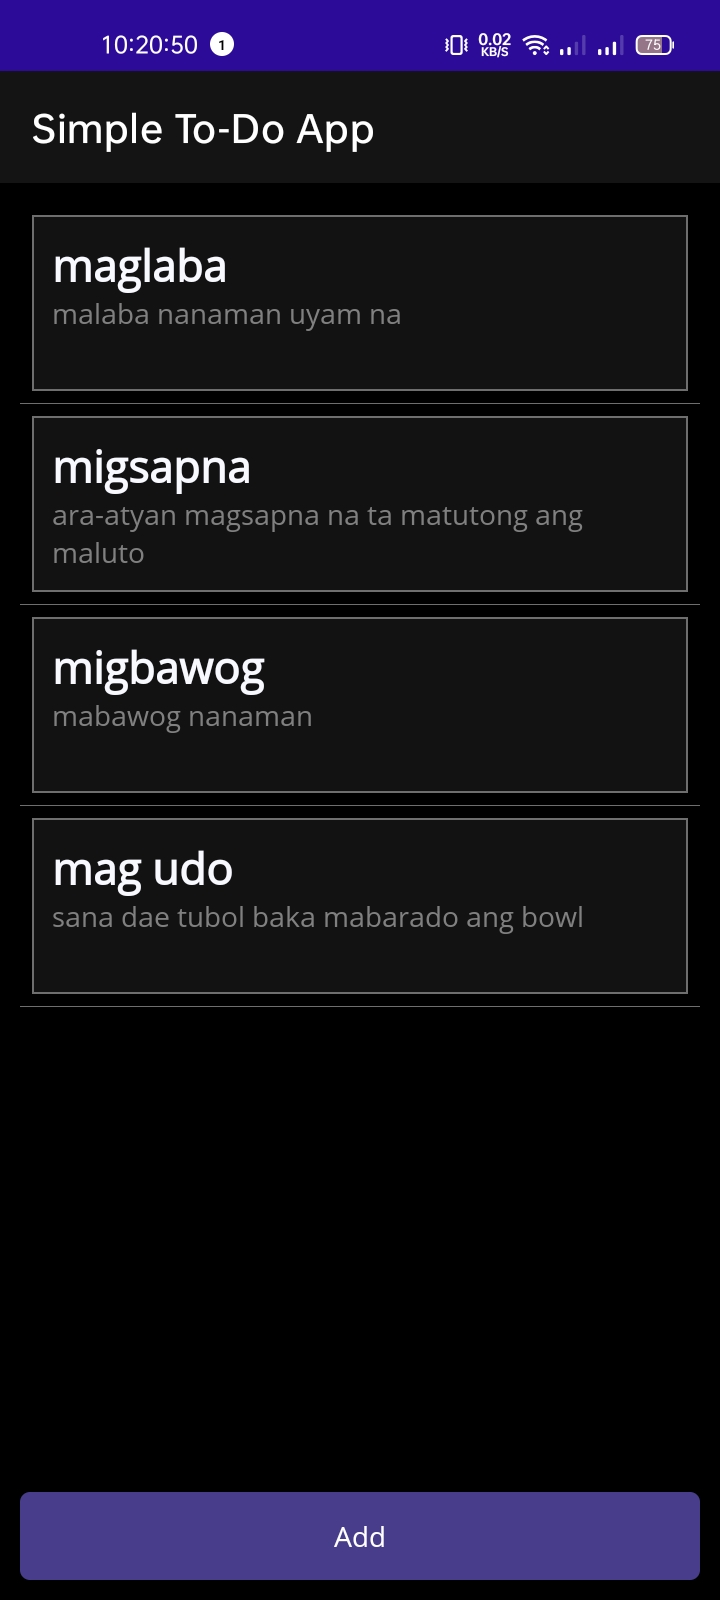 10:20:50 1 0.02 KB/S 75
Simple To-Do App
maglaba
malaba nanaman uyam na
migsapna
ara-atyan magsapna na ta matutong ang
maluto
migbawog
mabawog nanaman
mag udo
sana dae tubol baka mabarado ang bowl
Add